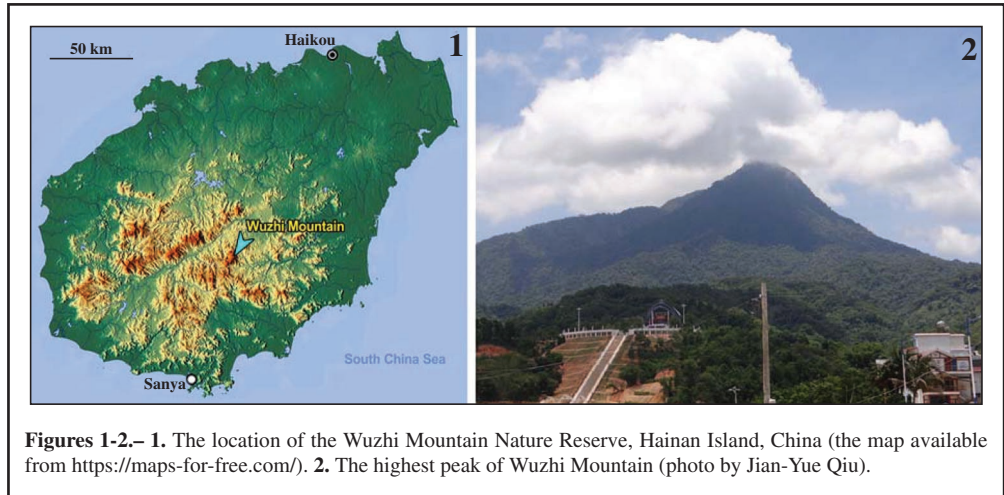 50 km
Haikou
1
2
Wuzhi Mountain
South China Sea
Sanya
Figures 1-2.– 1. The location of the Wuzhi Mountain Nature Reserve, Hainan Island, China (the map available
from https://maps-for-free.com/). 2. The highest peak of Wuzhi Mountain (photo by Jian-Yue Qiu).